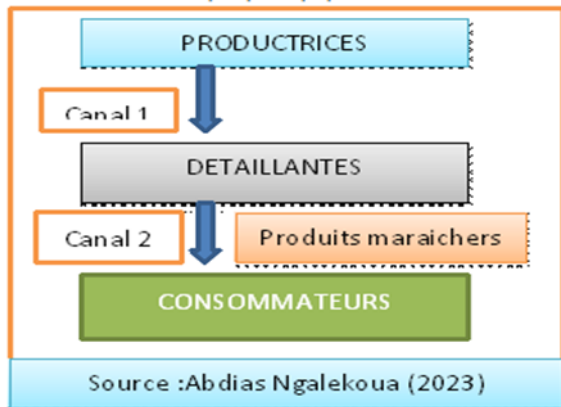 PRODUCTRICES
Canal 1
DETAILLANTES
Canal 2
Produits maraichers
CONSOMMATEURS
Source :Abdias Ngalekoua (2023)